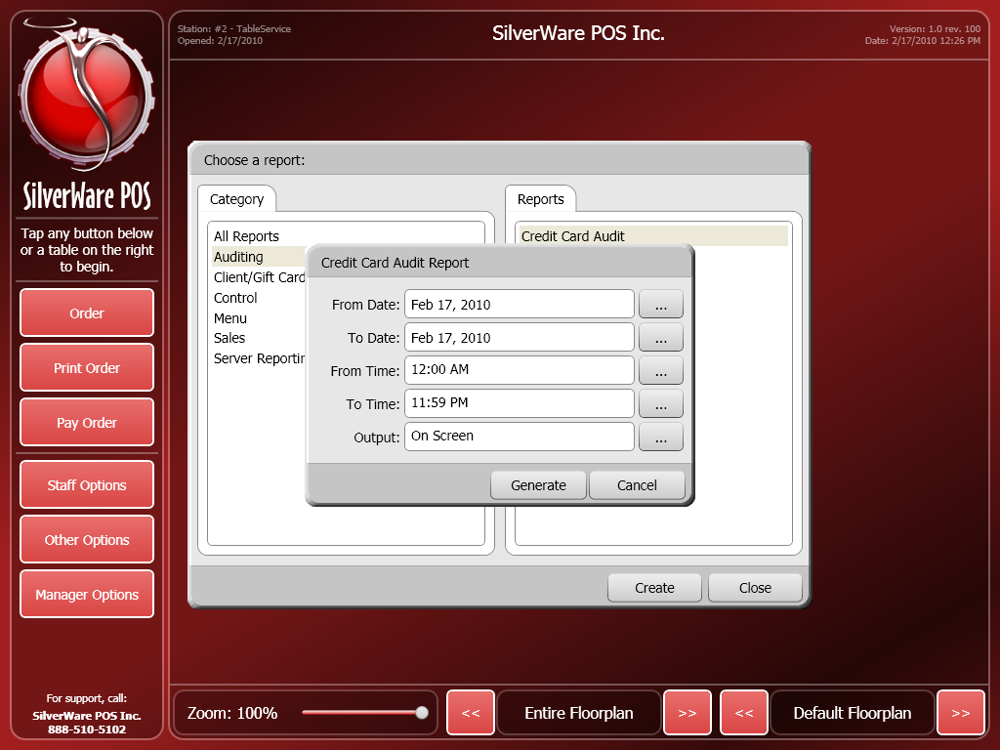 SilverWare POS
Tap any button below
or a table on the right
to begin.
Order
Print Order
Pay Order
Staff Options
Other Options
Manager Options
For support, call:
SilverWare POS Inc.
888-510-5102
Station: #2 - TableService
Opened: 2/17/2010
SilverWare POS Inc.
Version: 1.0 rev. 100
Date: 2/17/2010 12:26 PM
Choose a report:
Category
All Reports
Auditing
Client/Gift Card
Control
Menu
Sales
Server Reportin
Reports
Credit Card Audit
Credit Card Audit Report
From Date: Feb 17, 2010 ...
To Date: Feb 17, 2010 ...
From Time: 12:00 AM ...
To Time: 11:59 PM ...
Output: On Screen ...
Generate Cancel
Create Close
Zoom: 100% << Entire Floorplan >> << Default Floorplan >>